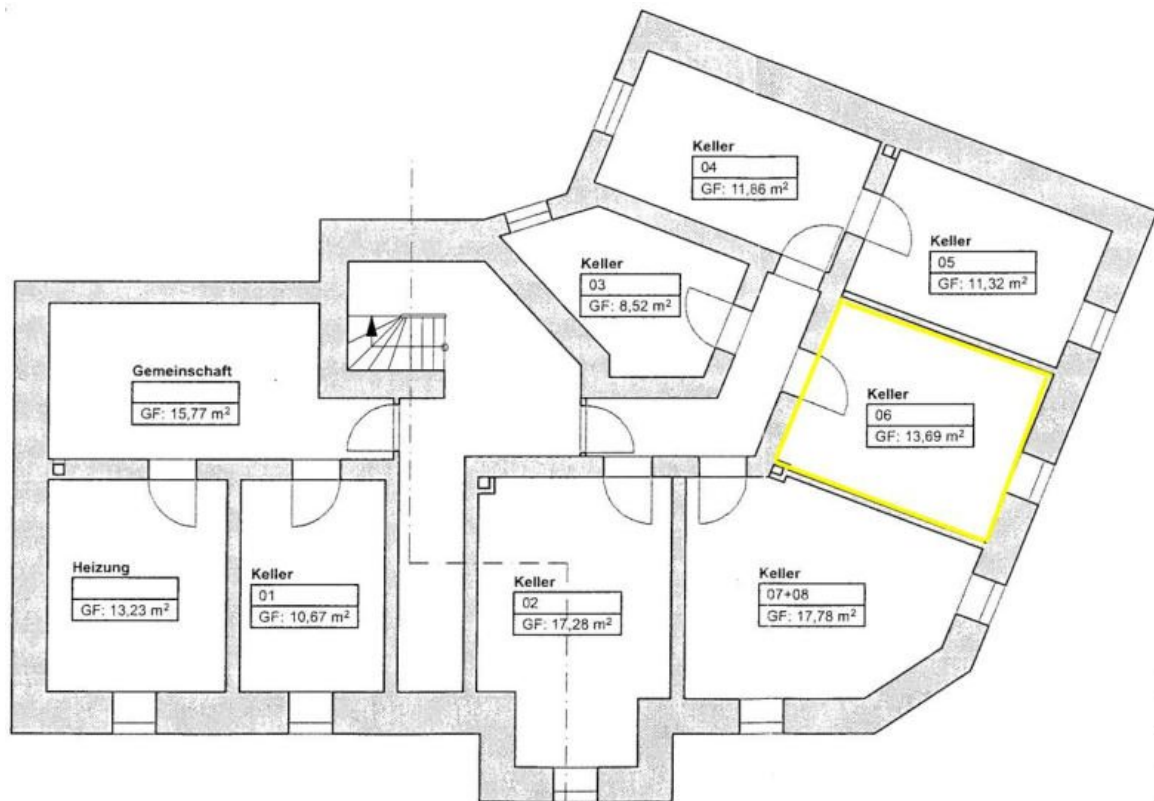 Keller
04
GF: 11,86 m²
Keller
05
GF: 11,32 m²
Keller
03
GF: 8,52 m²
Gemeinschaft
GF: 15,77 m²
Keller
06
GF: 13,69 m²
Heizung
GF: 13,23 m²
Keller
01
GF: 10,67 m²
Keller
02
GF: 17,28 m²
Keller
07+08
GF: 17,78 m²